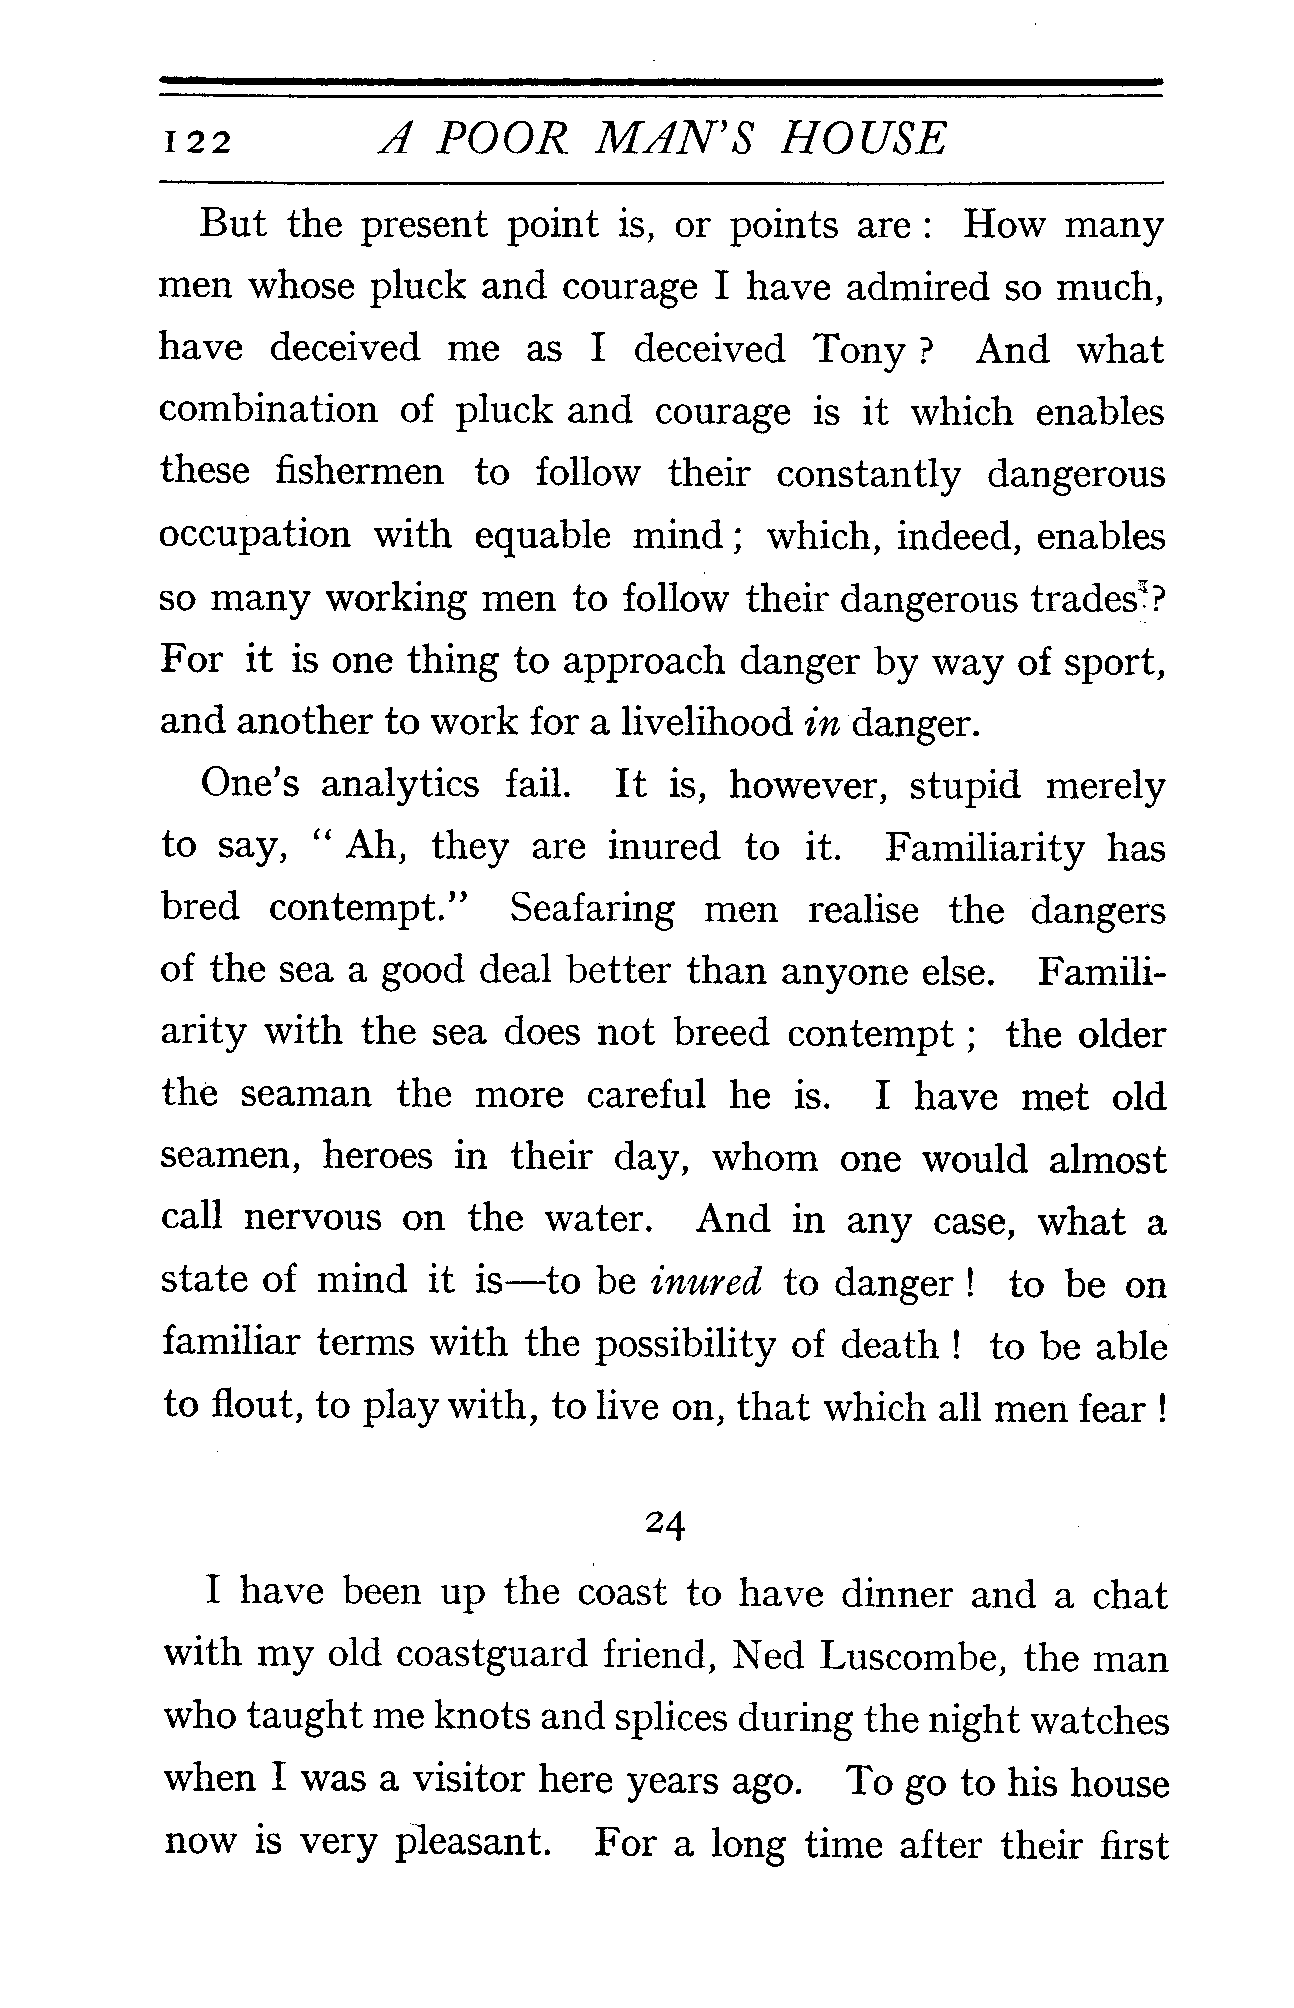 122 A POOR MAN'S HOUSE
But the present point is, or points are : How many
men whose pluck and courage I have admired so much,
have deceived me as I deceived Tony ? And what
combination of pluck and courage is it which enables
these fishermen to follow their constantly dangerous
occupation with equable mind ; which, indeed, enables
so many working men to follow their dangerous trades ?
For it is one thing to approach danger by way of sport,
and another to work for a livelihood in danger.
One's analytics fail. It is, however, stupid merely
to say, " Ah, they are inured to it. Familiarity has
bred contempt." Seafaring men realise the dangers
of the sea a good deal better than anyone else. Famili-
arity with the sea does not breed contempt ; the older
the seaman the more careful he is. I have met old
seamen, heroes in their day, whom one would almost
call nervous on the water. And in any case, what a
state of mind it is—to be inured to danger ! to be on
familiar terms with the possibility of death ! to be able
to flout, to play with, to live on, that which all men fear !
24
I have been up the coast to have dinner and a chat
with my old coastguard friend, Ned Luscombe, the man
who taught me knots and splices during the night watches
when I was a visitor here years ago. To go to his house
now is very pleasant. For a long time after their first